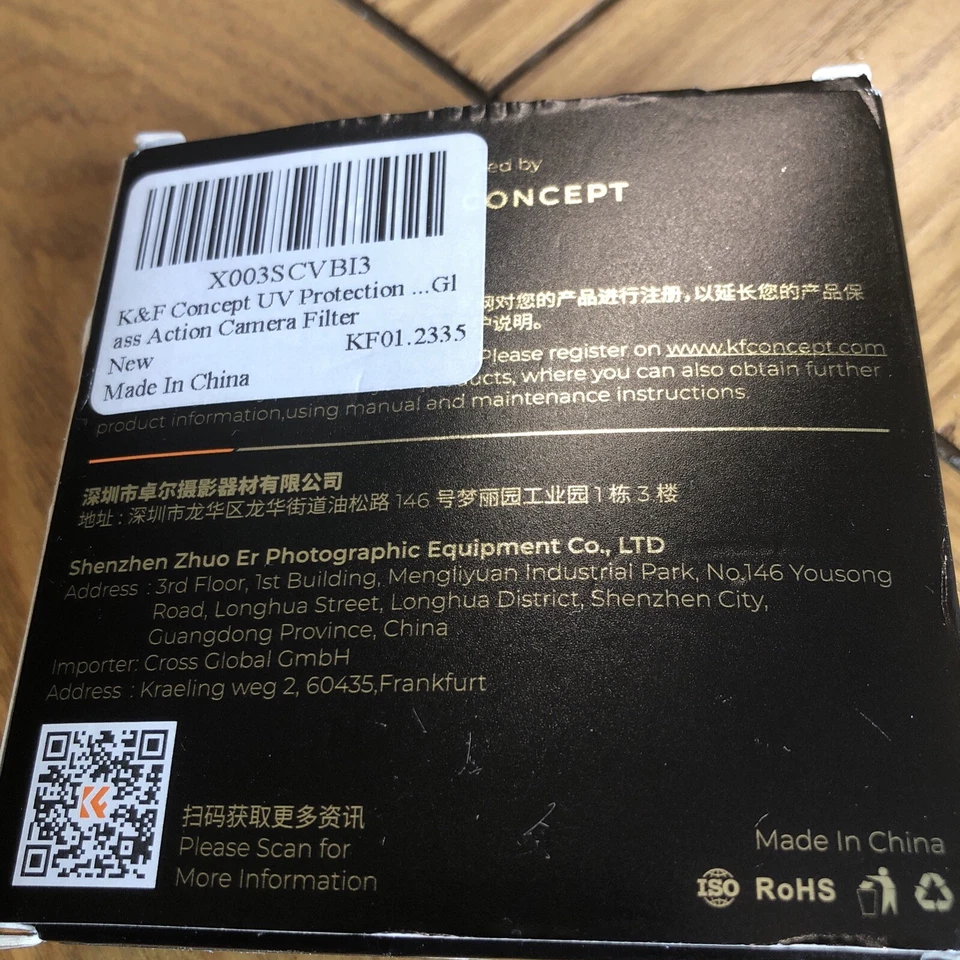 X003SCVBI3
K&F Concept UV Protection ...Gl
ass Action Camera Filter
New
KF01.2335
Made In China
ed by
CONCEPT
网对您的产品进行注册，以延长您的产品保
户说明。
Please register on www.kfconcept.com
ducts, where you can also obtain further
product information,using manual and maintenance instructions.
深圳市卓尔摄影器材有限公司
地址 : 深圳市龙华区龙华街道油松路 146 号梦丽园工业园 1 栋 3 楼
Shenzhen Zhuo Er Photographic Equipment Co., LTD
Address : 3rd Floor, 1st Building, Mengliyuan Industrial Park, No.146 Yousong
Road, Longhua Street, Longhua District, Shenzhen City,
Guangdong Province, China
Importer: Cross Global GmbH
Address : Kraeling weg 2, 60435,Frankfurt
扫码获取更多资讯
Please Scan for
More Information
Made In China
ISO RoHS